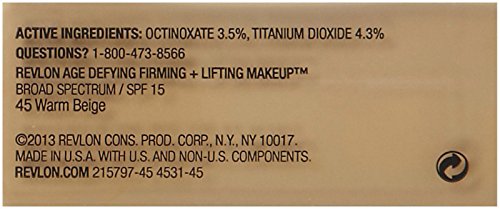 ACTIVE INGREDIENTS: OCTINOXATE 3.5%, TITANIUM DIOXIDE 4.3%
QUESTIONS? 1-800-473-8566
REVLON AGE DEFYING FIRMING + LIFTING MAKEUP™
BROAD SPECTRUM / SPF 15
45 Warm Beige
©2013 REVLON CONS. PROD. CORP., N.Y., NY 10017.
MADE IN U.S.A. WITH U.S. AND NON-U.S. COMPONENTS.
REVLON.COM 215797-45 4531-45